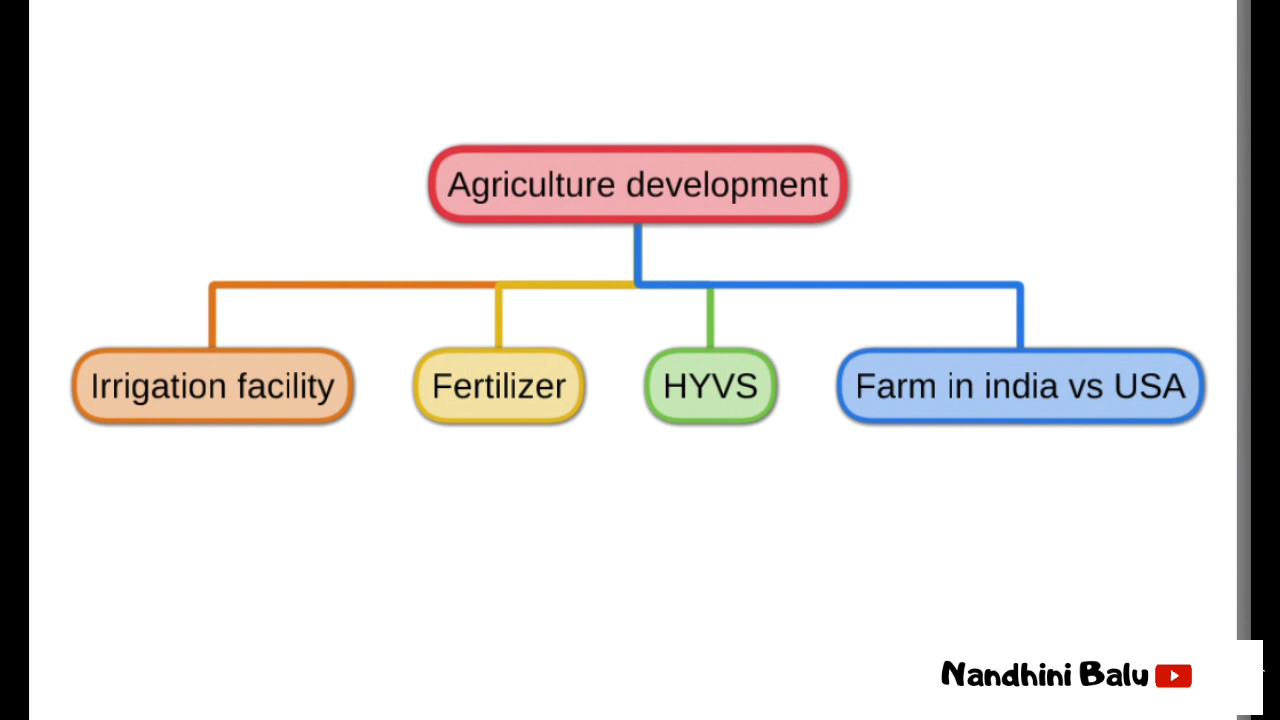 Agriculture development
Irrigation facility
Fertilizer
HYVS
Farm in india vs USA
Nandhini Balu